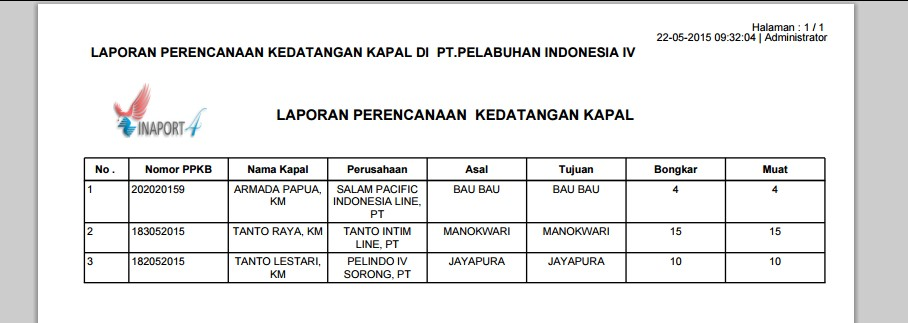 Halaman : 1 / 1
22-05-2015 09:32:04 | Administrator
LAPORAN PERENCANAAN KEDATANGAN KAPAL DI PT.PELABUHAN INDONESIA IV
INAPORT4
LAPORAN PERENCANAAN KEDATANGAN KAPAL
No . Nomor PPKB Nama Kapal Perusahaan Asal Tujuan Bongkar Muat
1 202020159 ARMADA PAPUA, SALAM PACIFIC BAU BAU BAU BAU 4 4
KM INDONESIA LINE,
PT
2 183052015 TANTO RAYA, KM TANTO INTIM MANOKWARI MANOKWARI 15 15
LINE, PT
3 182052015 TANTO LESTARI, PELINDO IV JAYAPURA JAYAPURA 10 10
KM SORONG, PT